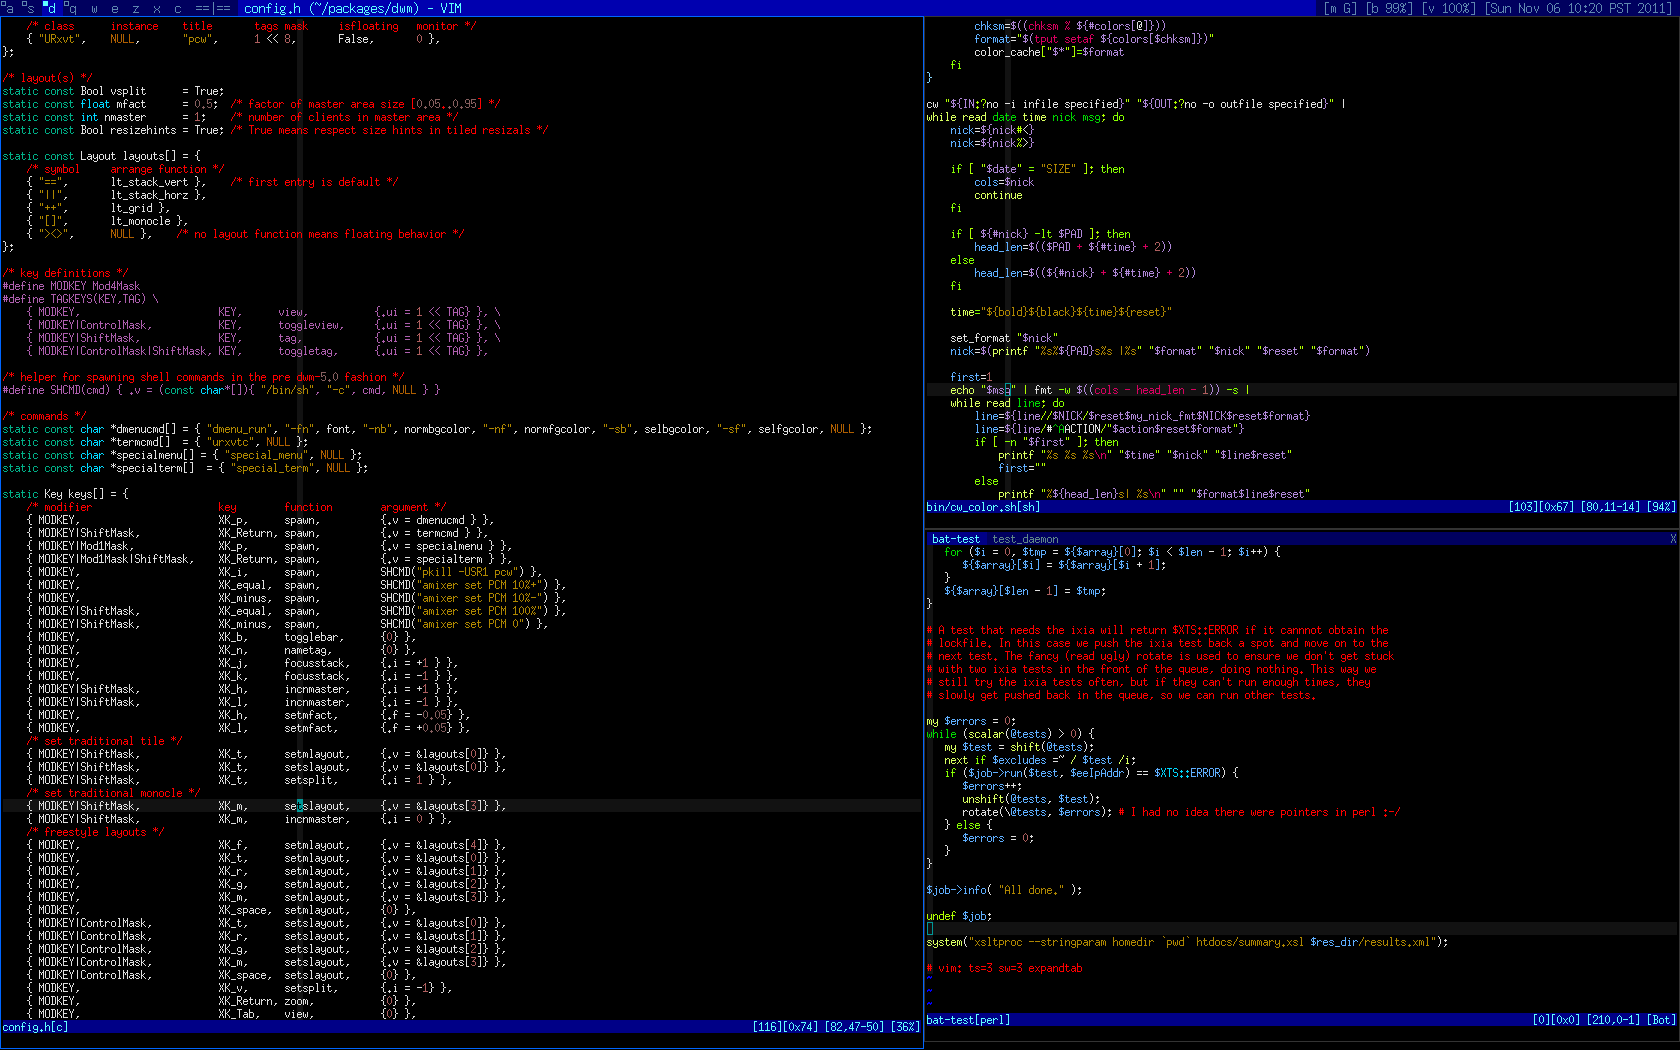 a s d q w e z x c ==|== config.h (~/packages/dwm) - VIM [m G] [b 99%] [v 100%] [Sun Nov 06 10:20 PST 2011]
/* class instance title tags mask isfloating monitor */
{ "URxvt", NULL, "pcw", 1 << 8, False, 0 },
};
/* layout(s) */
static const Bool vsplit = True;
static const float mfact = 0.5; /* factor of master area size [0.05..0.95] */
static const int nmaster = 1; /* number of clients in master area */
static const Bool resizehints = True; /* True means respect size hints in tiled resizals */
static const Layout layouts[] = {
/* symbol arrange function */
{ "==", lt_stack_vert }, /* first entry is default */
{ "||", lt_stack_horz },
{ "++", lt_grid },
{ "[]", lt_monocle },
{ "><>", NULL }, /* no layout function means floating behavior */
};
/* key definitions */
#define MODKEY Mod4Mask
#define TAGKEYS(KEY,TAG) \
{ MODKEY, KEY, view, {.ui = 1 << TAG} }, \
{ MODKEY|ControlMask, KEY, toggleview, {.ui = 1 << TAG} }, \
{ MODKEY|ShiftMask, KEY, tag, {.ui = 1 << TAG} }, \
{ MODKEY|ControlMask|ShiftMask, KEY, toggletag, {.ui = 1 << TAG} },
/* helper for spawning shell commands in the pre dwm-5.0 fashion */
#define SHCMD(cmd) { .v = (const char*[]){ "/bin/sh", "-c", cmd, NULL } }
/* commands */
static const char *dmenucmd[] = { "dmenu_run", "-fn", font, "-nb", normbgcolor, "-nf", normfgcolor, "-sb", selbgcolor, "-sf", selfgcolor, NULL };
static const char *termcmd[] = { "urxvtc", NULL };
static const char *specialmenu[] = { "special_menu", NULL };
static const char *specialterm[] = { "special_term", NULL };
static Key keys[] = {
/* modifier key function argument */
{ MODKEY, XK_p, spawn, {.v = dmenucmd } },
{ MODKEY|ShiftMask, XK_Return, spawn, {.v = termcmd } },
{ MODKEY|Mod1Mask, XK_p, spawn, {.v = specialmenu } },
{ MODKEY|Mod1Mask|ShiftMask, XK_Return, spawn, {.v = specialterm } },
{ MODKEY, XK_i, spawn, SHCMD("pkill -USR1 pcw") },
{ MODKEY, XK_equal, spawn, SHCMD("amixer set PCM 10%+") },
{ MODKEY, XK_minus, spawn, SHCMD("amixer set PCM 10%-") },
{ MODKEY|ShiftMask, XK_equal, spawn, SHCMD("amixer set PCM 100%") },
{ MODKEY|ShiftMask, XK_minus, spawn, SHCMD("amixer set PCM 0") },
{ MODKEY, XK_b, togglebar, {0} },
{ MODKEY, XK_n, nametag, {0} },
{ MODKEY, XK_j, focusstack, {.i = +1 } },
{ MODKEY, XK_k, focusstack, {.i = -1 } },
{ MODKEY|ShiftMask, XK_h, incnmaster, {.i = +1 } },
{ MODKEY|ShiftMask, XK_l, incnmaster, {.i = -1 } },
{ MODKEY, XK_h, setmfact, {.f = -0.05} },
{ MODKEY, XK_l, setmfact, {.f = +0.05} },
/* set traditional tile */
{ MODKEY|ShiftMask, XK_t, setmlayout, {.v = &layouts[0]} },
{ MODKEY|ShiftMask, XK_t, setslayout, {.v = &layouts[0]} },
{ MODKEY|ShiftMask, XK_t, setsplit, {.i = 1 } },
/* set traditional monocle */
{ MODKEY|ShiftMask, XK_m, setslayout, {.v = &layouts[3]} },
{ MODKEY|ShiftMask, XK_m, incnmaster, {.i = 0 } },
/* freestyle layouts */
{ MODKEY, XK_f, setmlayout, {.v = &layouts[4]} },
{ MODKEY, XK_t, setmlayout, {.v = &layouts[0]} },
{ MODKEY, XK_r, setmlayout, {.v = &layouts[1]} },
{ MODKEY, XK_g, setmlayout, {.v = &layouts[2]} },
{ MODKEY, XK_m, setmlayout, {.v = &layouts[3]} },
{ MODKEY, XK_space, setmlayout, {0} },
{ MODKEY|ControlMask, XK_t, setslayout, {.v = &layouts[0]} },
{ MODKEY|ControlMask, XK_r, setslayout, {.v = &layouts[1]} },
{ MODKEY|ControlMask, XK_g, setslayout, {.v = &layouts[2]} },
{ MODKEY|ControlMask, XK_m, setslayout, {.v = &layouts[3]} },
{ MODKEY|ControlMask, XK_space, setslayout, {0} },
{ MODKEY, XK_v, setsplit, {.i = -1} },
{ MODKEY, XK_Return, zoom, {0} },
{ MODKEY, XK_Tab, view, {0} },
config.h[c] [116][0x74] [82,47-50] [36%]
chksm=$((chksm % ${#colors[@]}))
format="$(tput setaf ${colors[$chksm]})"
color_cache["$*"]=$format
fi
}
cw "${IN:?no -i infile specified}" "${OUT:?no -o outfile specified}" |
while read date time nick msg; do
nick=${nick#<}
nick=${nick%>}
if [ "$date" = "SIZE" ]; then
cols=$nick
continue
fi
if [ ${#nick} -lt $PAD ]; then
head_len=$(($PAD + ${#time} + 2))
else
head_len=$((${#nick} + ${#time} + 2))
fi
time="${bold}${black}${time}${reset}"
set_format "$nick"
nick=$(printf "%s%${PAD}s%s |%s" "$format" "$nick" "$reset" "$format")
first=1
echo "$msg" | fmt -w $((cols - head_len - 1)) -s |
while read line; do
line=${line//$NICK/$reset$my_nick_fmt$NICK$reset$format}
line=${line/#^AACTION/"$action$reset$format"}
if [ -n "$first" ]; then
printf "%s %s %s\n" "$time" "$nick" "$line$reset"
first=""
else
printf "%${head_len}s| %s\n" "" "$format$line$reset"
bin/cw_color.sh[sh] [103][0x67] [80,11-14] [94%]
bat-test test_daemon X
for ($i = 0, $tmp = ${$array}[0]; $i < $len - 1; $i++) {
${$array}[$i] = ${$array}[$i + 1];
}
${$array}[$len - 1] = $tmp;
}
# A test that needs the ixia will return $XTS::ERROR if it cannnot obtain the
# lockfile. In this case we push the ixia test back a spot and move on to the
# next test. The fancy (read ugly) rotate is used to ensure we don't get stuck
# with two ixia tests in the front of the queue, doing nothing. This way we
# still try the ixia tests often, but if they can't run enough times, they
# slowly get pushed back in the queue, so we can run other tests.
my $errors = 0;
while (scalar(@tests) > 0) {
my $test = shift(@tests);
next if $excludes =~ / $test /i;
if ($job->run($test, $eeIpAddr) == $XTS::ERROR) {
$errors++;
unshift(@tests, $test);
rotate(\@tests, $errors); # I had no idea there were pointers in perl ;-/
} else {
$errors = 0;
}
}
$job->info( "All done." );
undef $job;
system("xsltproc --stringparam homedir `pwd` htdocs/summary.xsl $res_dir/results.xml");
# vim: ts=3 sw=3 expandtab
~
~
~
bat-test[perl] [0][0x0] [210,0-1] [Bot]